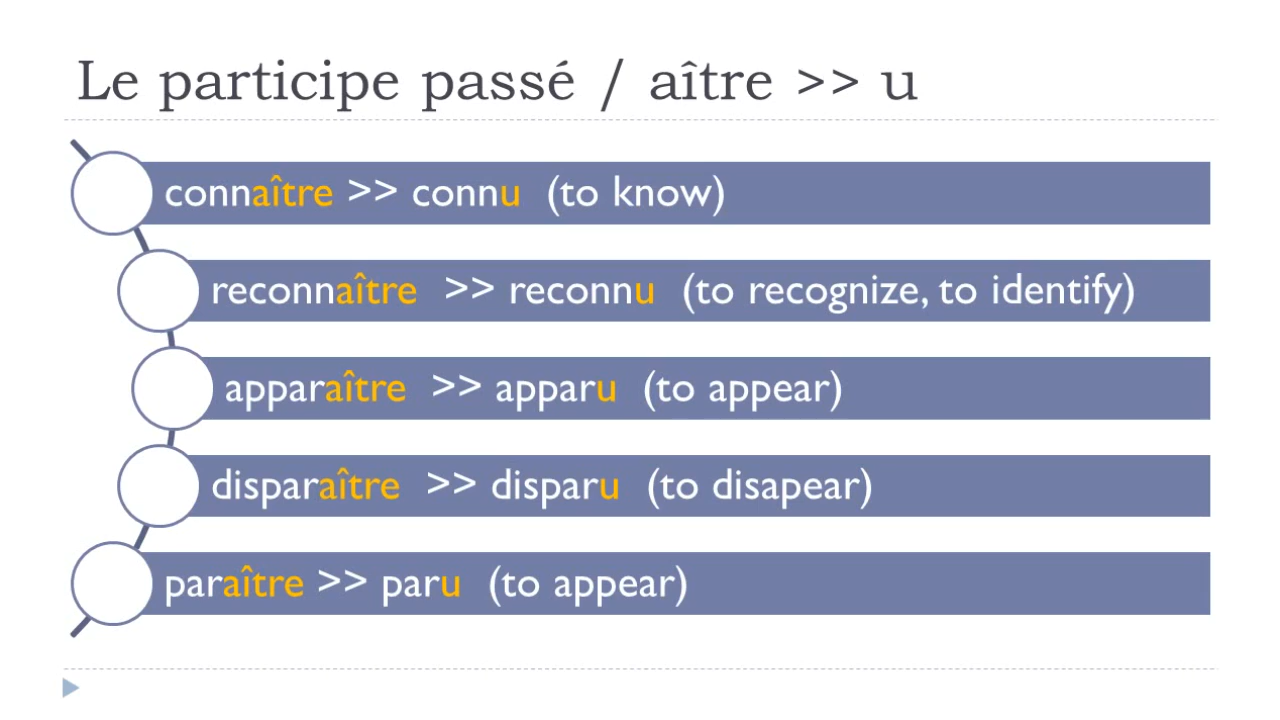 Le participe passé / aître >> u
connaître >> connu (to know)
reconnaître >> reconnu (to recognize, to identify)
apparaître >> apparu (to appear)
disparaître >> disparu (to disapear)
paraître >> paru (to appear)